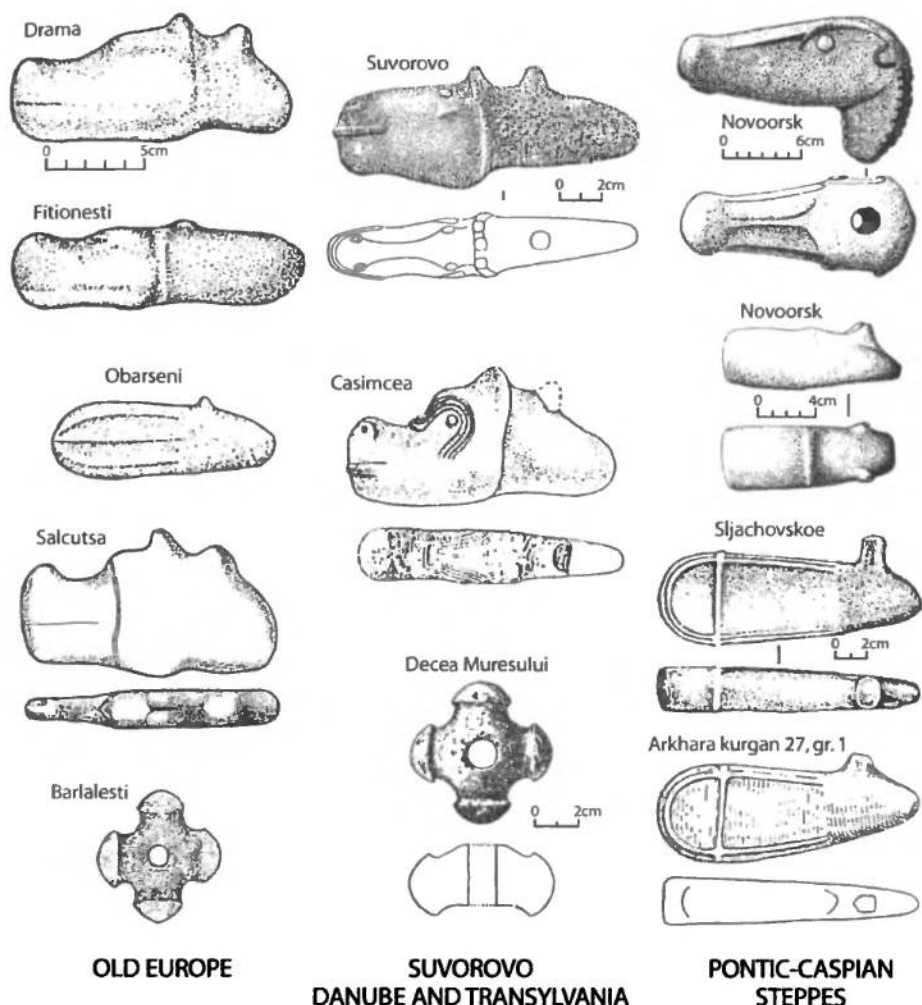 Drama
0 5cm
Fitionesti
Obarseni
Salcutsa
Barlalesti
OLD EUROPE
Suvorovo
0 2cm
Casimcea
Decea Muresului
0 2cm
SUVOROVO
DANUBE AND TRANSYLVANIA
Novoorsk
0 6cm
Novoorsk
0 4cm
Sljachovskoe
0 2cm
Arkhara kurgan 27, gr. 1
PONTIC-CASPIAN
STEPPES